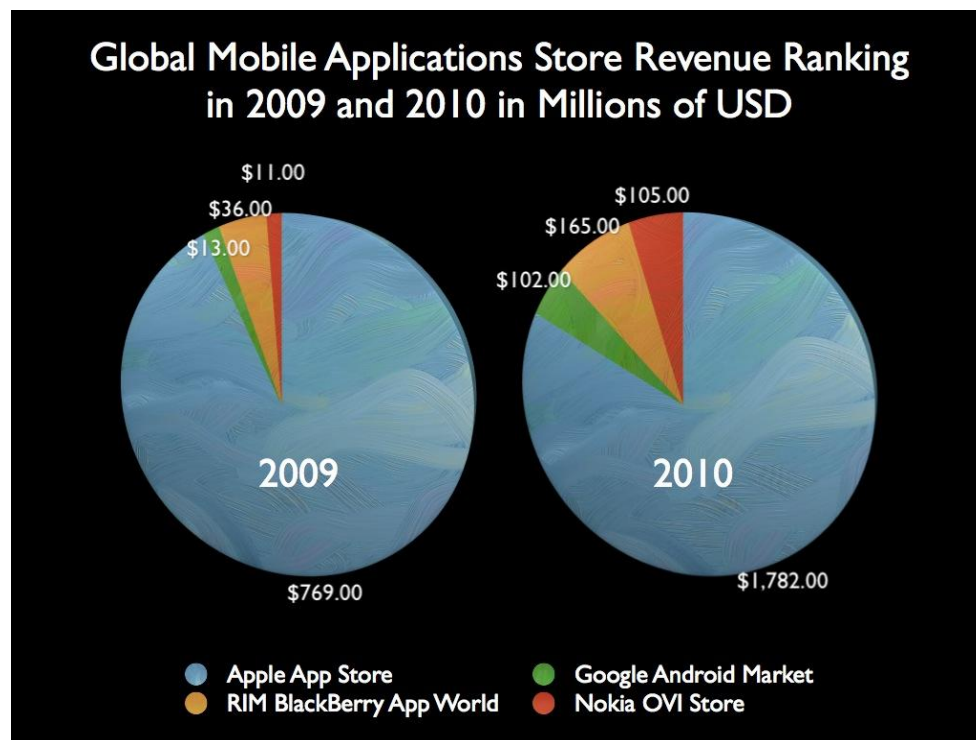 Global Mobile Applications Store Revenue Ranking
in 2009 and 2010 in Millions of USD
$11.00
$36.00
$13.00
2009
$769.00
$105.00
$165.00
$102.00
2010
$1,782.00
Apple App Store
RIM BlackBerry App World
Google Android Market
Nokia OVI Store